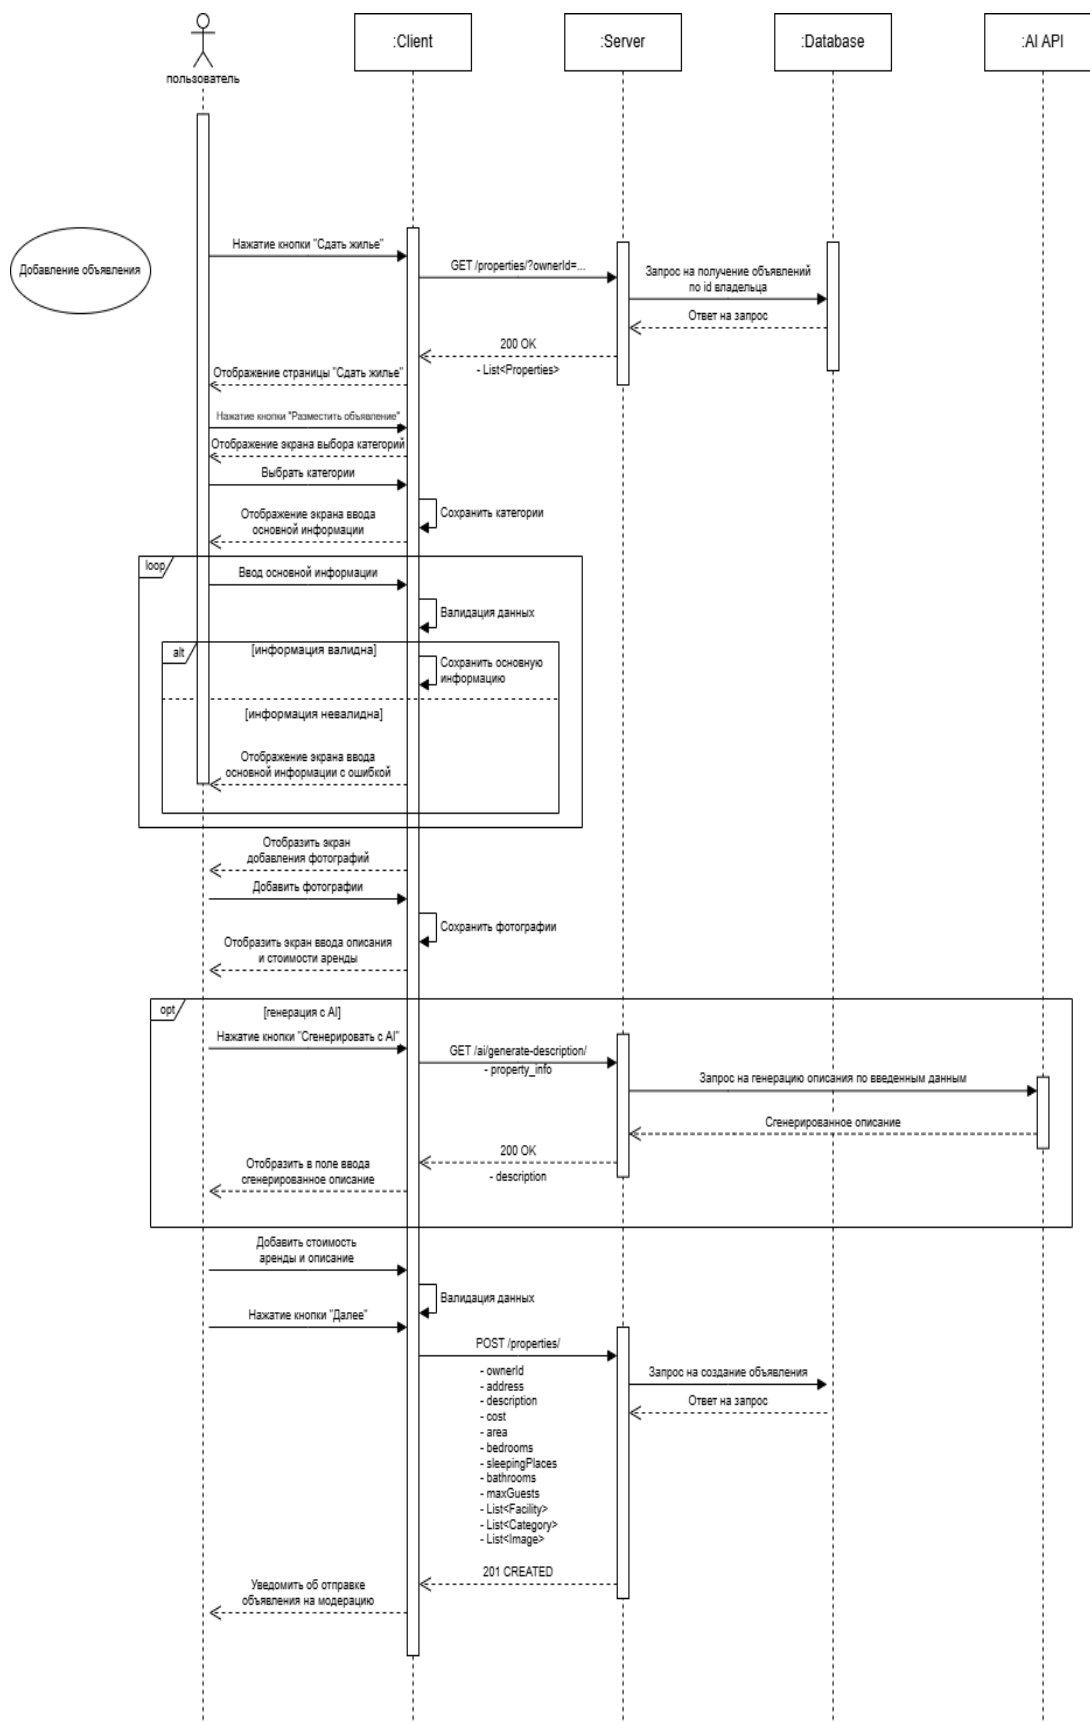 :Client
:Server
:Database
:AI API
пользователь
Добавление объявления
Нажатие кнопки "Сдать жилье"
GET /properties/?ownerId=...
Запрос на получение объявлений
по id владельца
Ответ на запрос
200 OK
- List<Properties>
Отображение страницы "Сдать жилье"
Нажатие кнопки "Разместить объявление"
Отображение экрана выбора категорий
Выбрать категории
Сохранить категории
Отображение экрана ввода
основной информации
loop
Ввод основной информации
Валидация данных
alt
[информация валидна]
Сохранить основную
информацию
[информация невалидна]
Отображение экрана ввода
основной информации с ошибкой
Отобразить экран
добавления фотографий
Добавить фотографии
Сохранить фотографии
Отобразить экран ввода описания
и стоимости аренды
opt
[генерация с AI]
Нажатие кнопки "Сгенерировать с AI"
GET /ai/generate-description/
- property_info
Запрос на генерацию описания по введенным данным
Сгенерированное описание
200 OK
- description
Отобразить в поле ввода
сгенерированное описание
Добавить стоимость
аренды и описание
Валидация данных
Нажатие кнопки "Далее"
POST /properties/
- ownerId
- address
- description
- cost
- area
- bedrooms
- sleepingPlaces
- bathrooms
- maxGuests
- List<Facility>
- List<Category>
- List<Image>
Запрос на создание объявления
Ответ на запрос
201 CREATED
Уведомить об отправке
объявления на модерацию